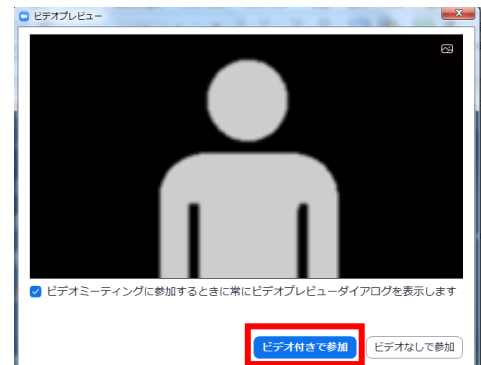 ビデオプレビュー
ビデオミーティングに参加するときに常にビデオプレビューダイアログを表示します
ビデオ付きで参加
ビデオなしで参加